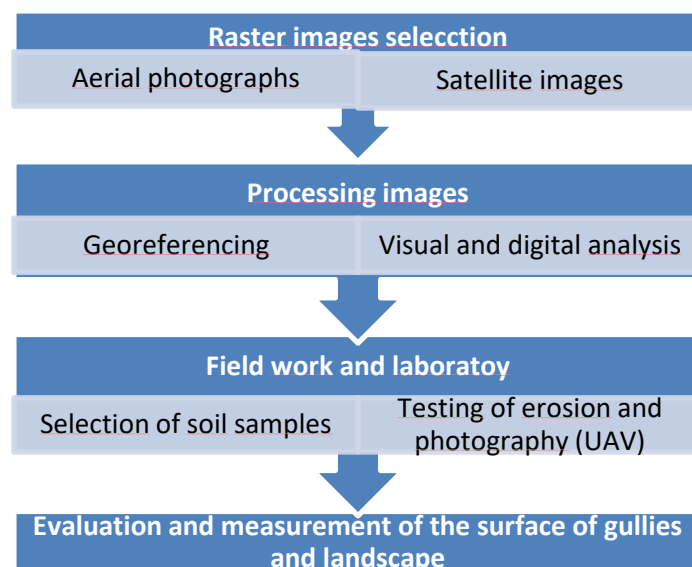 Raster images selecction
Aerial photographs
Satellite images
Processing images
Georeferencing
Visual and digital analysis
Field work and laboratoy
Selection of soil samples
Testing of erosion and
photography (UAV)
Evaluation and measurement of the surface of gullies
and landscape